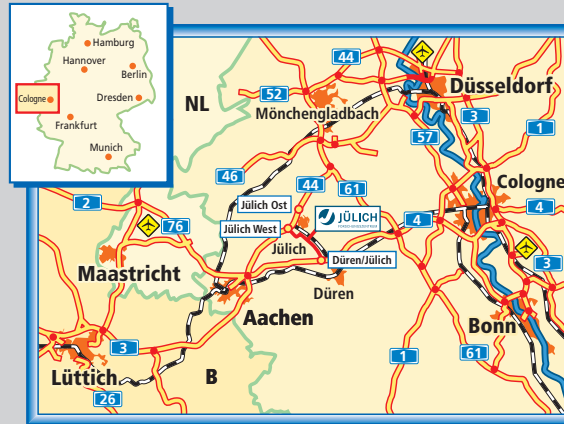 Hamburg
Hannover
Berlin
Cologne
Dresden
Frankfurt
Munich
NL
44
52
Düsseldorf
Mönchengladbach
3
1
57
46
44
61
Cologne
2
Jülich Ost
76
Jülich West
JÜLICH
4
4
Jülich
Düren/Jülich
Maastricht
3
Düren
Aachen
Bonn
3
1
61
Lüttich
B
26